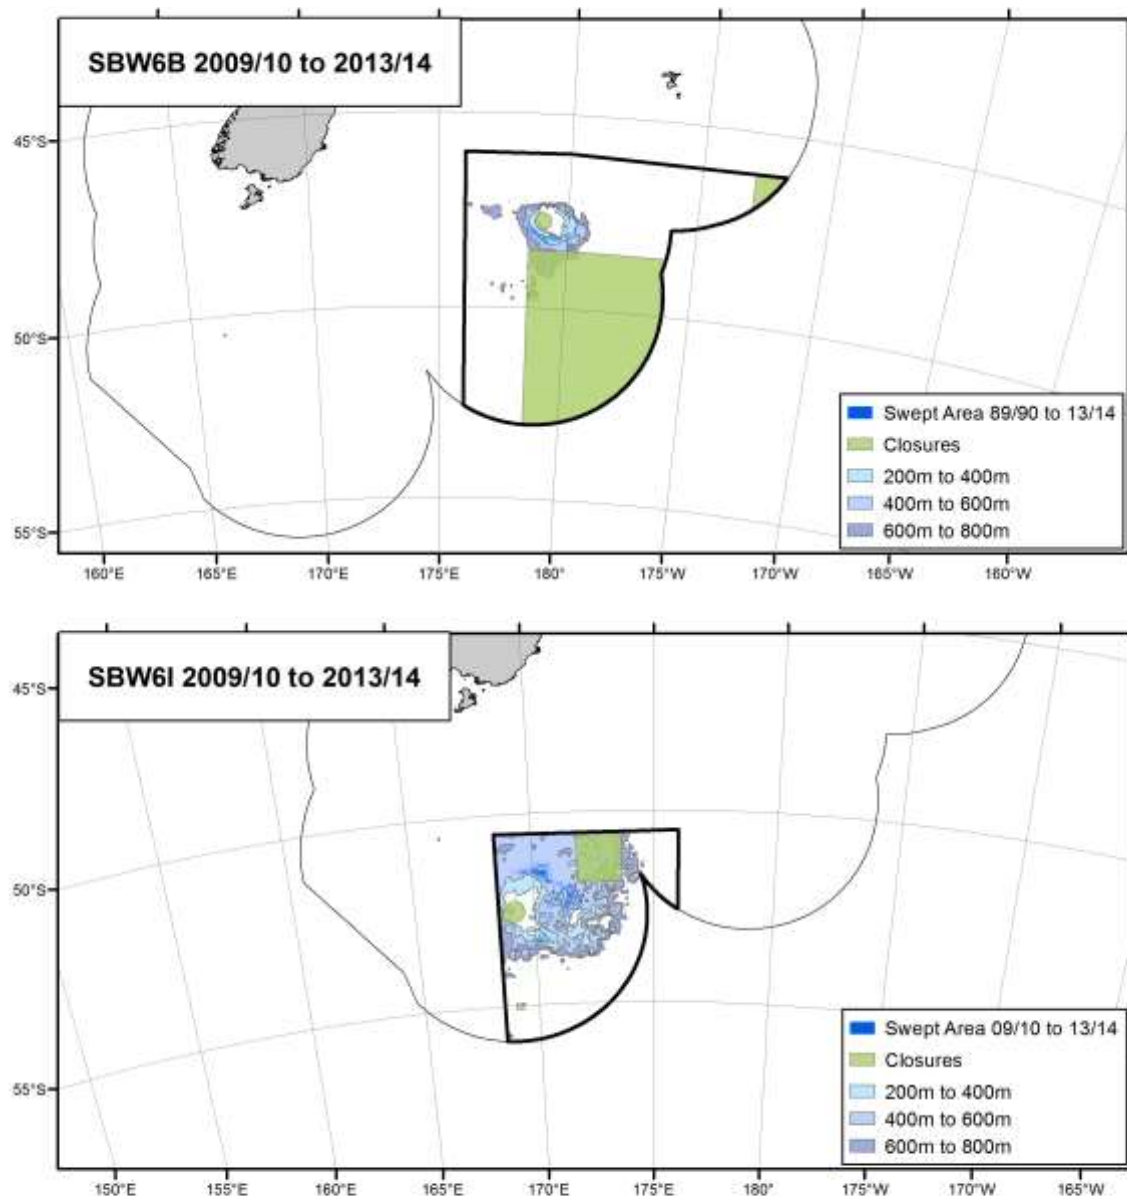 SBW6B 2009/10 to 2013/14
45°S
50°S
55°S
Swept Area 89/90 to 13/14
Closures
200m to 400m
400m to 600m
600m to 800m
160°E 165°E 170°E 175°E 180° 175°W 170°W 165°W 160°W
SBW6I 2009/10 to 2013/14
45°S
50°S
55°S
Swept Area 09/10 to 13/14
Closures
200m to 400m
400m to 600m
600m to 800m
150°E 155°E 160°E 165°E 170°E 175°E 180° 175°W 170°W 165°W